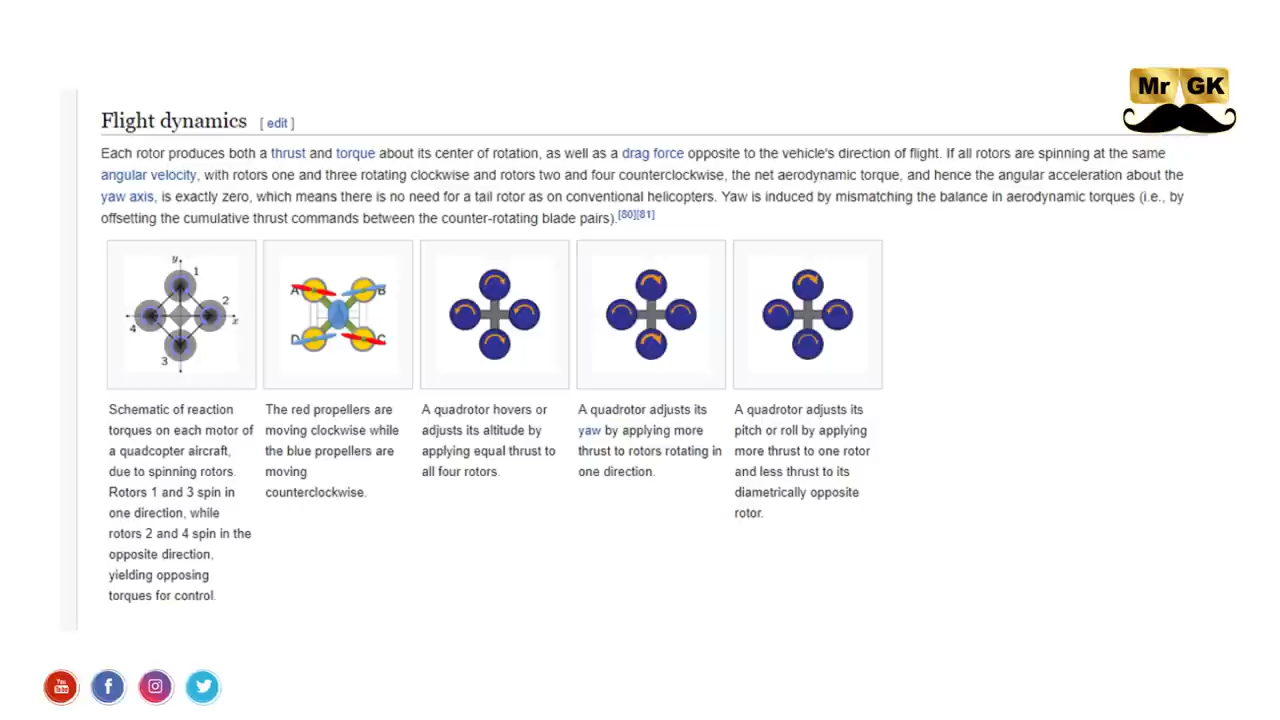 Mr GK
Flight dynamics [ edit ]
Each rotor produces both a thrust and torque about its center of rotation, as well as a drag force opposite to the vehicle's direction of flight. If all rotors are spinning at the same
angular velocity, with rotors one and three rotating clockwise and rotors two and four counterclockwise, the net aerodynamic torque, and hence the angular acceleration about the
yaw axis, is exactly zero, which means there is no need for a tail rotor as on conventional helicopters. Yaw is induced by mismatching the balance in aerodynamic torques (i.e., by
offsetting the cumulative thrust commands between the counter-rotating blade pairs).[80][81]
y
1
2
x
4
3
A B
D C
Schematic of reaction
torques on each motor of
a quadcopter aircraft,
due to spinning rotors.
Rotors 1 and 3 spin in
one direction, while
rotors 2 and 4 spin in the
opposite direction,
yielding opposing
torques for control.
The red propellers are
moving clockwise while
the blue propellers are
moving
counterclockwise.
A quadrotor hovers or
adjusts its altitude by
applying equal thrust to
all four rotors.
A quadrotor adjusts its
yaw by applying more
thrust to rotors rotating in
one direction.
A quadrotor adjusts its
pitch or roll by applying
more thrust to one rotor
and less thrust to its
diametrically opposite
rotor.
You
Tube